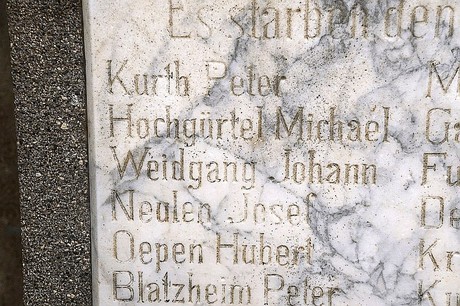 Es starben den
Kurth Peter
Hochgürtel Michael
Weidgang Johann
Neulen Josef
Oepen Hubert
Blatzheim Peter